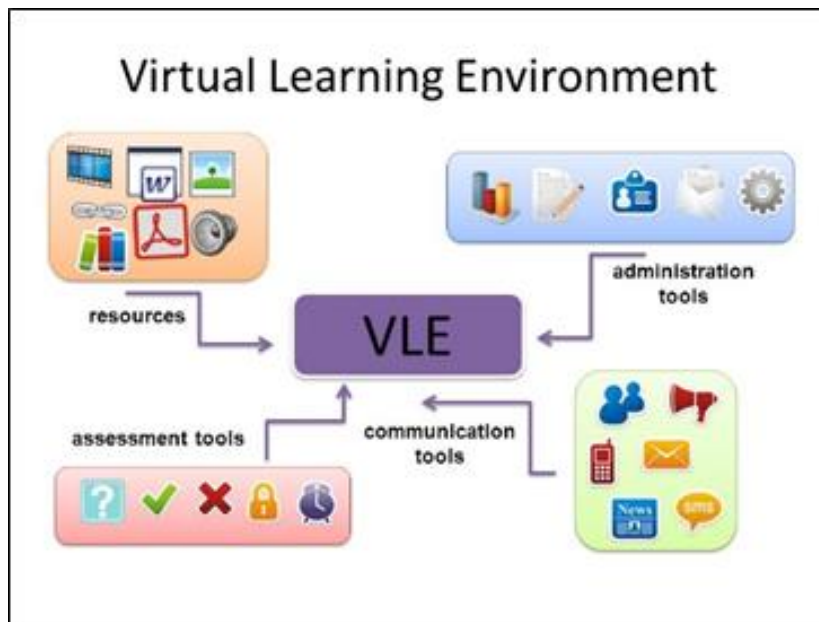 Virtual Learning Environment
W
resources
administration
tools
VLE
assessment tools
communication
tools
?
News
sms